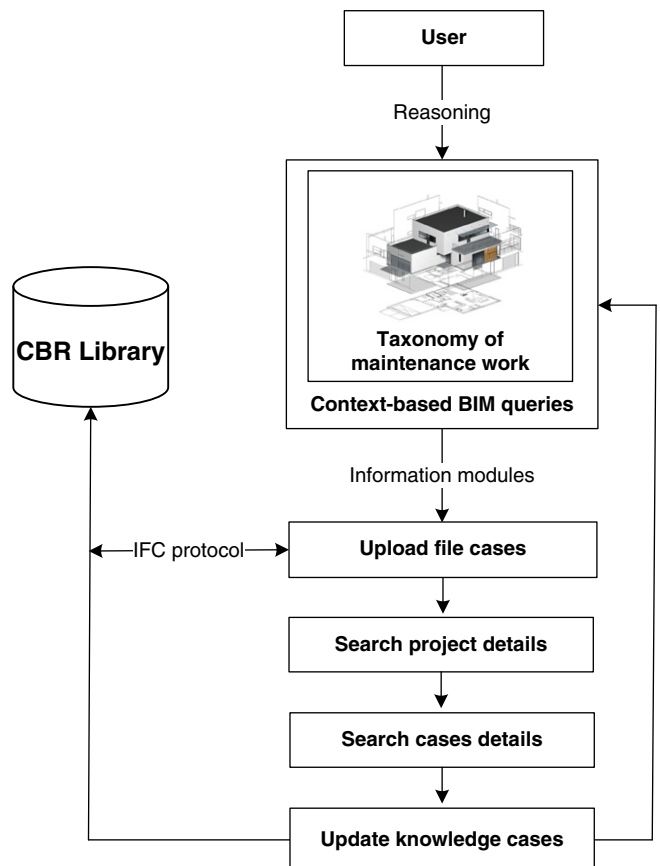 User
Reasoning
Taxonomy of
maintenance work
Context-based BIM queries
CBR Library
Information modules
IFC protocol
Upload file cases
Search project details
Search cases details
Update knowledge cases